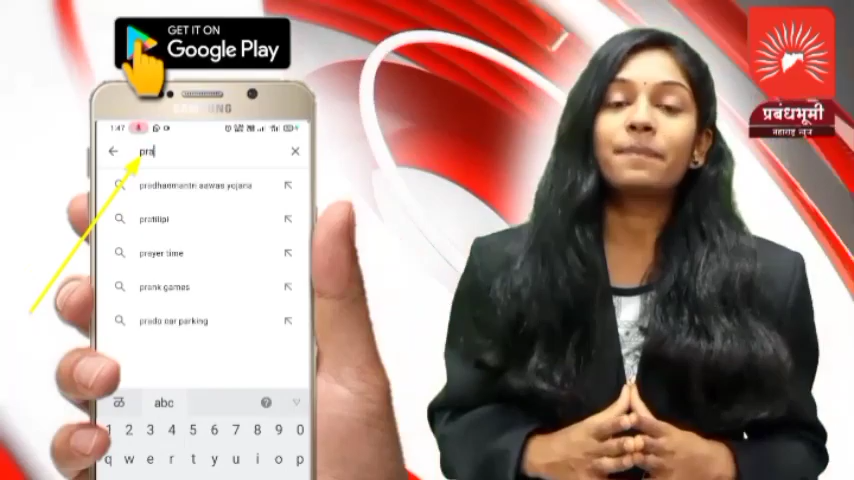 GET IT ON
Google Play
SAMSUNG
1:47
pra
pradhanmantri aawas yojana
pratilipi
prayer time
prank games
prado car parking
abc
1 2 3 4 5 6 7 8 9 0
q w e r t y u i o p
प्रबंधभूमी
महाराष्ट्र न्यूज